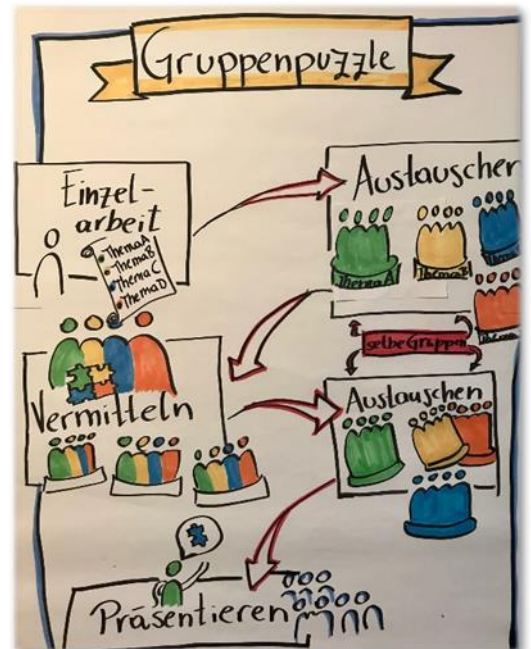 Gruppenpuzzle
Einzel-
arbeit
Thema A
Thema B
Thema C
Thema D
Austauschen
Thema A
Thema B
Vermitteln
selbe Gruppen
Austauschen
Präsentieren